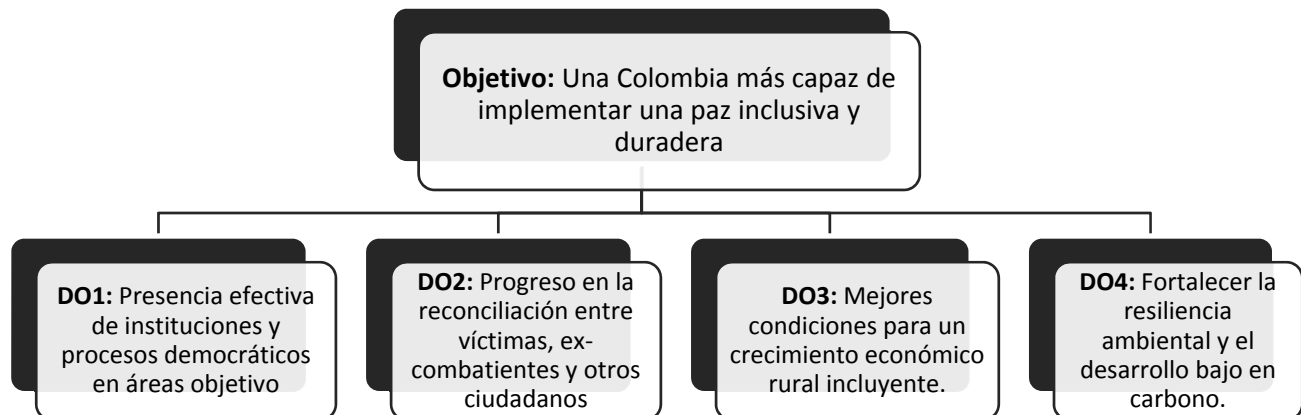 Objetivo: Una Colombia más capaz de
implementar una paz inclusiva y
duradera
DO1: Presencia efectiva
de instituciones y
procesos democráticos
en áreas objetivo
DO2: Progreso en la
reconciliación entre
víctimas, ex-
combatientes y otros
ciudadanos
DO3: Mejores
condiciones para un
crecimiento económico
rural incluyente.
DO4: Fortalecer la
resiliencia
ambiental y el
desarrollo bajo en
carbono.